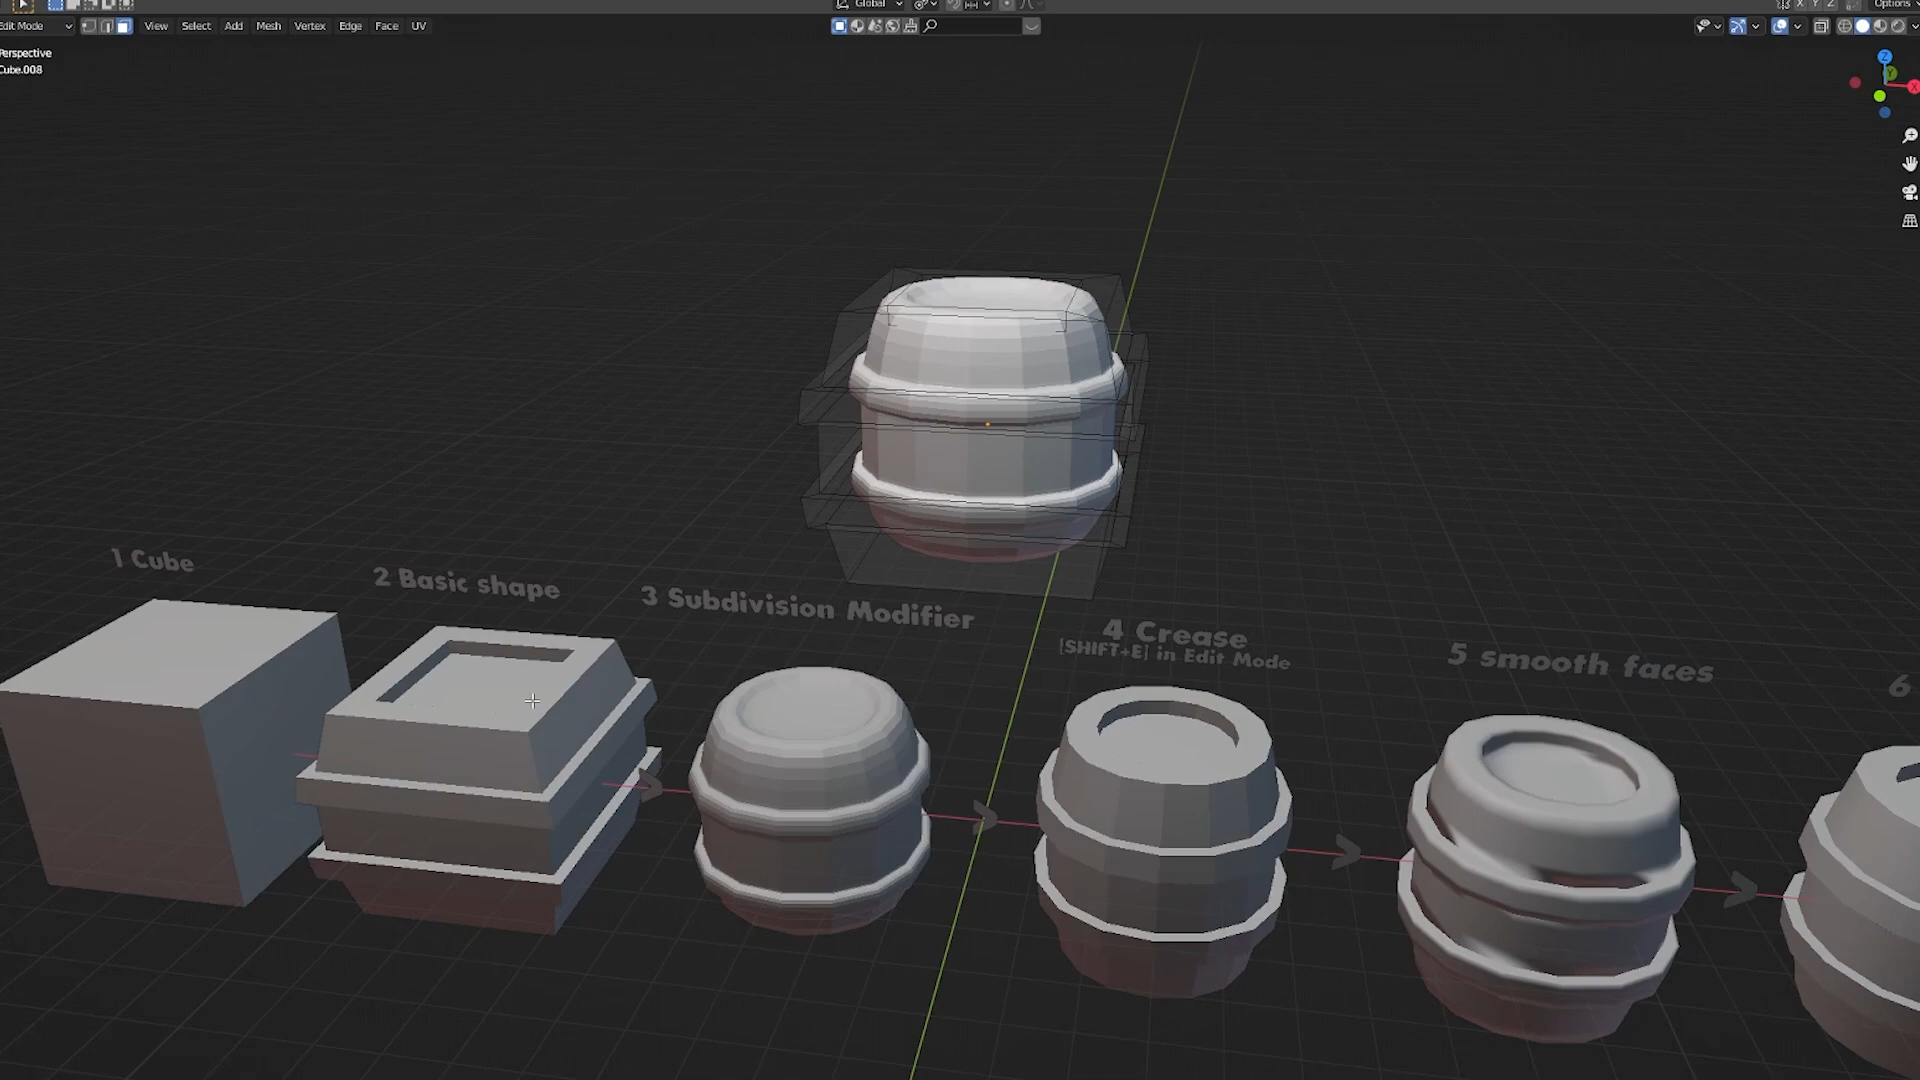 Global
X Y Z
Options
Edit Mode
View Select Add Mesh Vertex Edge Face UV
Perspective
Cube.008
Z
Y
X
1 Cube
2 Basic shape
3 Subdivision Modifier
4 Crease
[SHIFT+E] in Edit Mode
5 smooth faces
6